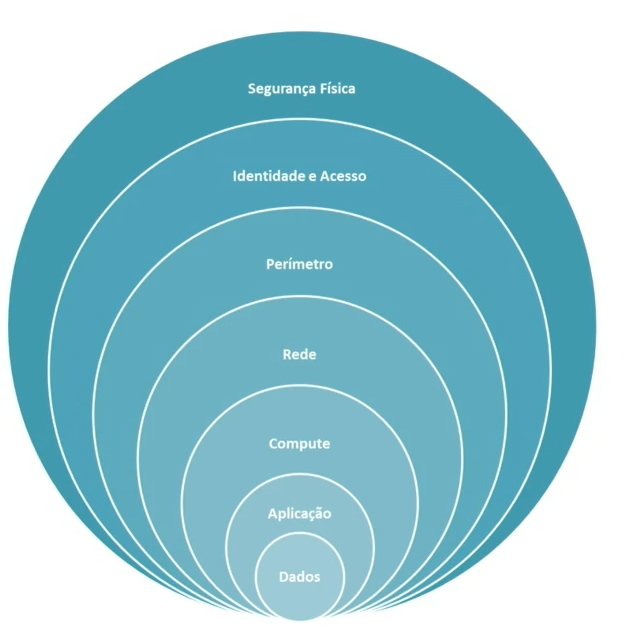 Segurança Física
Identidade e Acesso
Perímetro
Rede
Compute
Aplicação
Dados